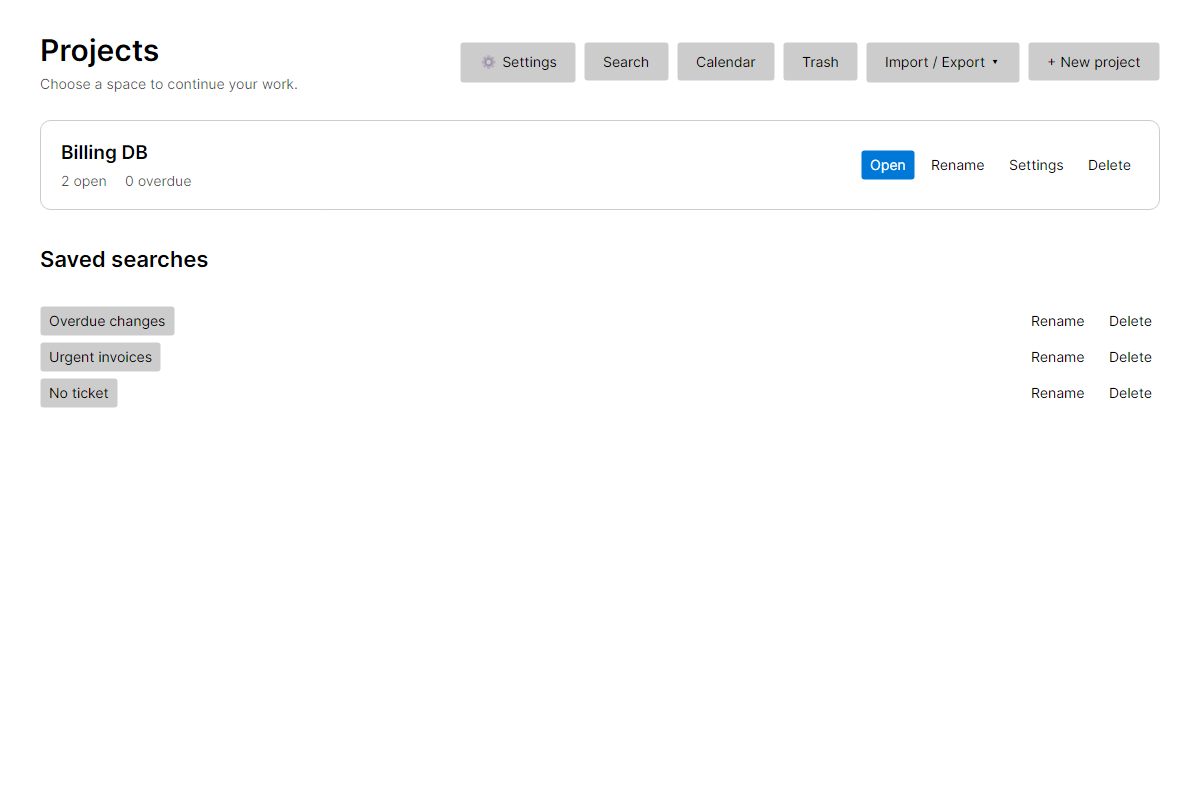 Projects
Choose a space to continue your work.
⚙ Settings Search Calendar Trash Import / Export ▾ + New project
Billing DB
2 open 0 overdue
Open Rename Settings Delete
Saved searches
Overdue changes Rename Delete
Urgent invoices Rename Delete
No ticket Rename Delete